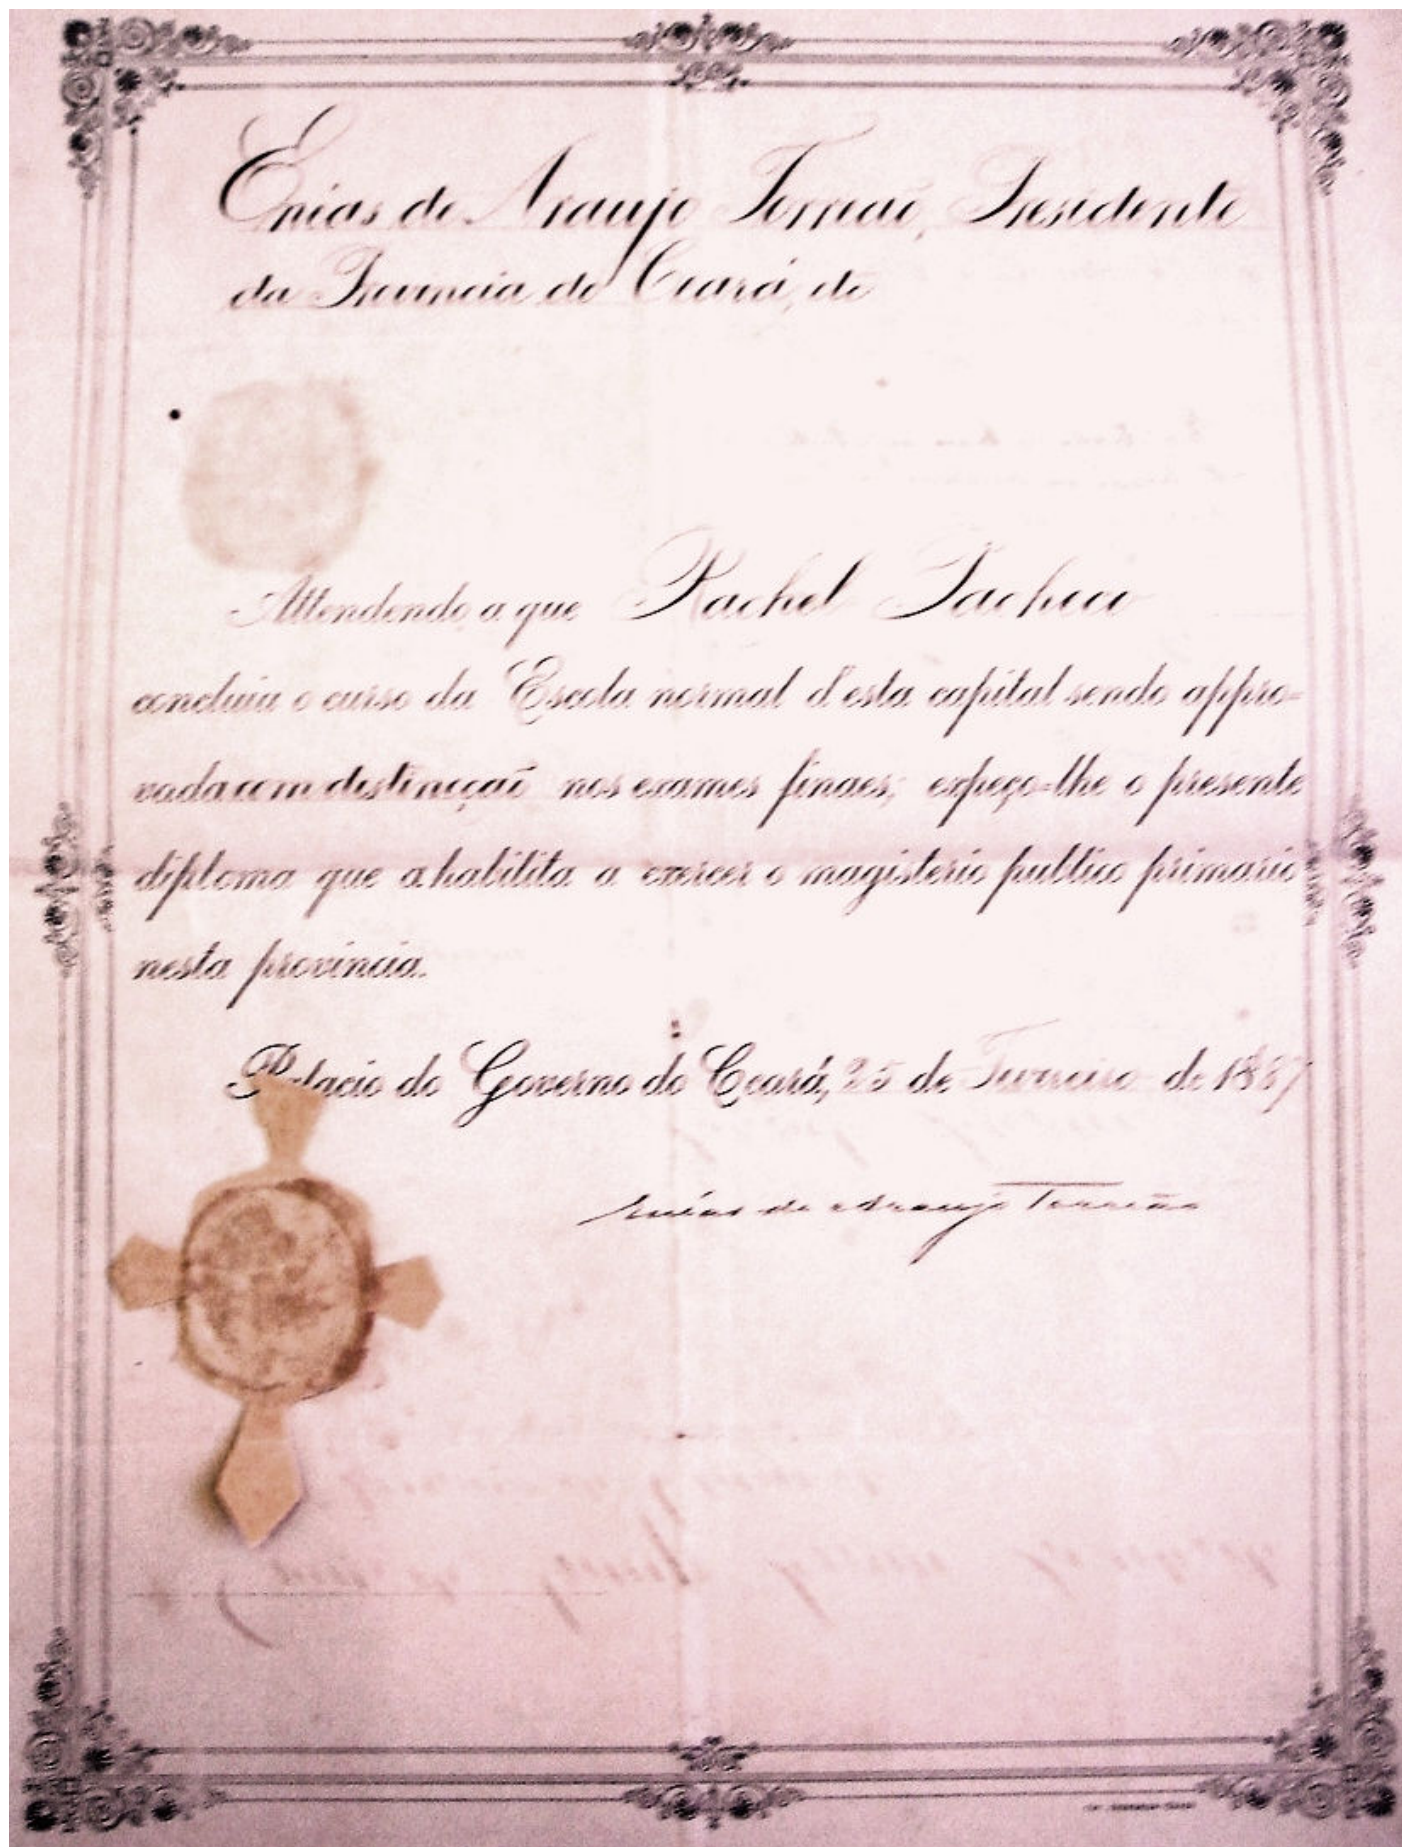 Enéas de Araujo Torreaõ, Presidente
da Provincia do Ceará, etc
Attendendo a que Rachel Pacheco
concluiu o curso da Escola normal d'esta capital sendo appro=
vada com distincçaõ nos exames finaes; expeço=lhe o presente
diploma que a habilita a exercer o magisterio publico primario
nesta provincia.
Palacio do Governo do Ceará, 25 de Fevereiro de 1887
Enéas de Araujo Torreão